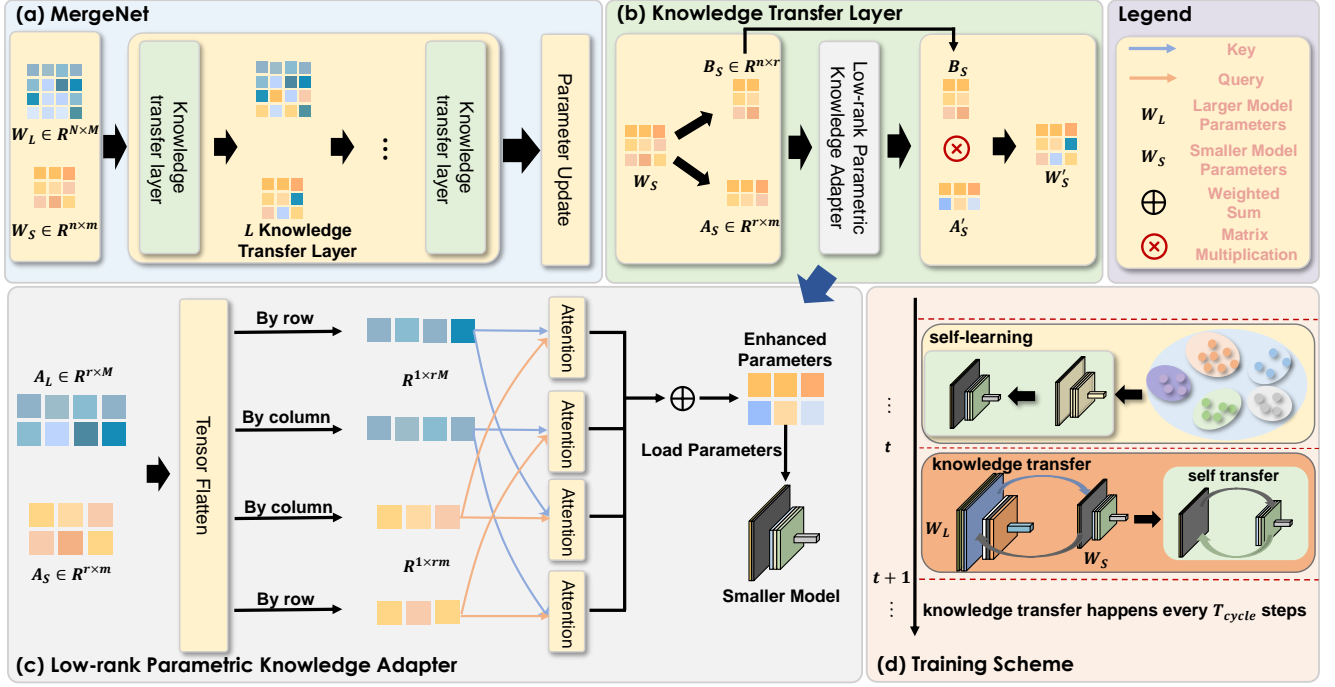 (a) MergeNet
W_L ∈ R^{N×M}
W_S ∈ R^{n×m}
Knowledge
transfer layer
L Knowledge
Transfer Layer
⋮
Knowledge
transfer layer
Parameter Update
(b) Knowledge Transfer Layer
B_S ∈ R^{n×r}
W_S
A_S ∈ R^{r×m}
Low-rank Parametric
Knowledge Adapter
B_S
A'_S
W'_S
Legend
Key
Query
W_L Larger Model
Parameters
W_S Smaller Model
Parameters
Weighted
Sum
Matrix
Multiplication
A_L ∈ R^{r×M}
A_S ∈ R^{r×m}
Tensor Flatten
By row
By column
By column
By row
R^{1×rM}
R^{1×rm}
Attention
Attention
Attention
Attention
Enhanced
Parameters
Load Parameters
Smaller Model
(c) Low-rank Parametric Knowledge Adapter
self-learning
⋮
t
knowledge transfer
W_L
W_S
self transfer
t + 1
⋮
knowledge transfer happens every T_{cycle} steps
(d) Training Scheme